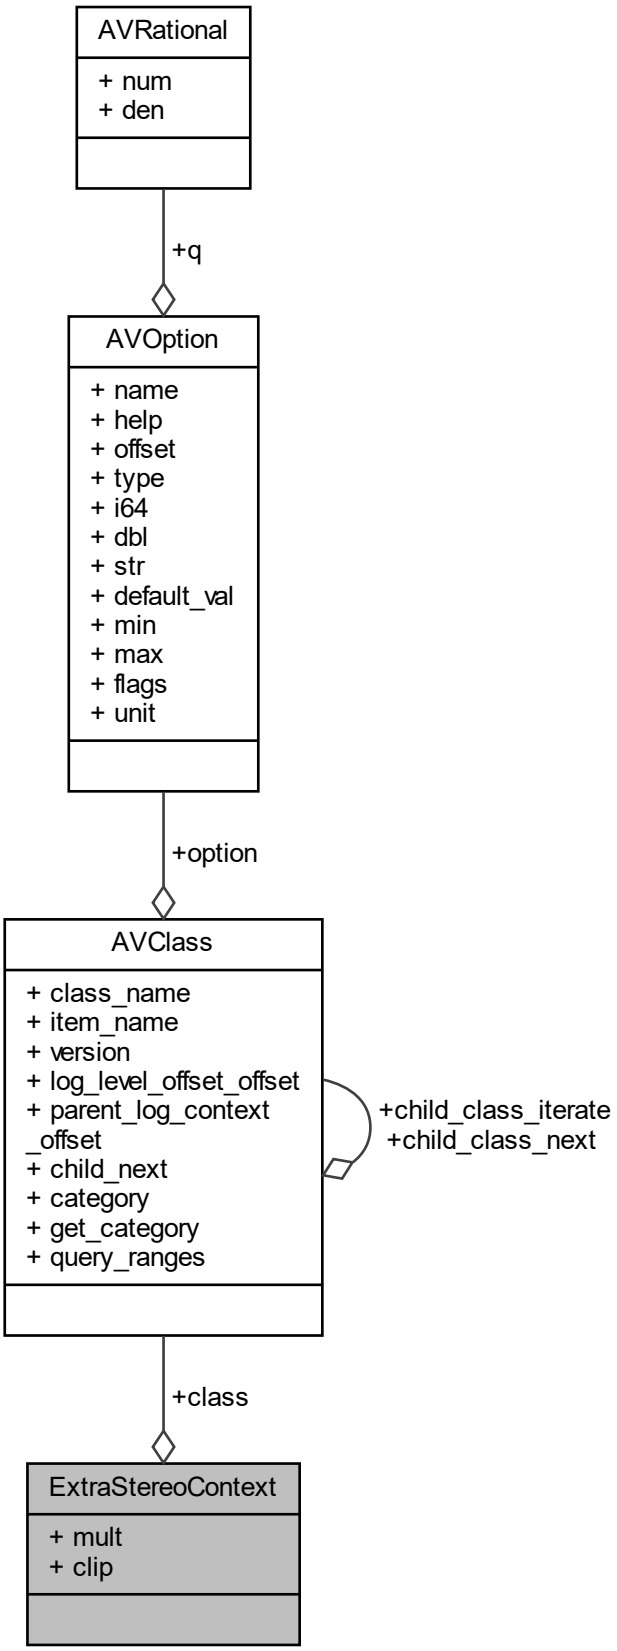 AVRational
+ num
+ den
+q
AVOption
+ name
+ help
+ offset
+ type
+ i64
+ dbl
+ str
+ default_val
+ min
+ max
+ flags
+ unit
+option
AVClass
+ class_name
+ item_name
+ version
+ log_level_offset_offset
+ parent_log_context
_offset
+ child_next
+ category
+ get_category
+ query_ranges
+child_class_iterate
+child_class_next
+class
ExtraStereoContext
+ mult
+ clip